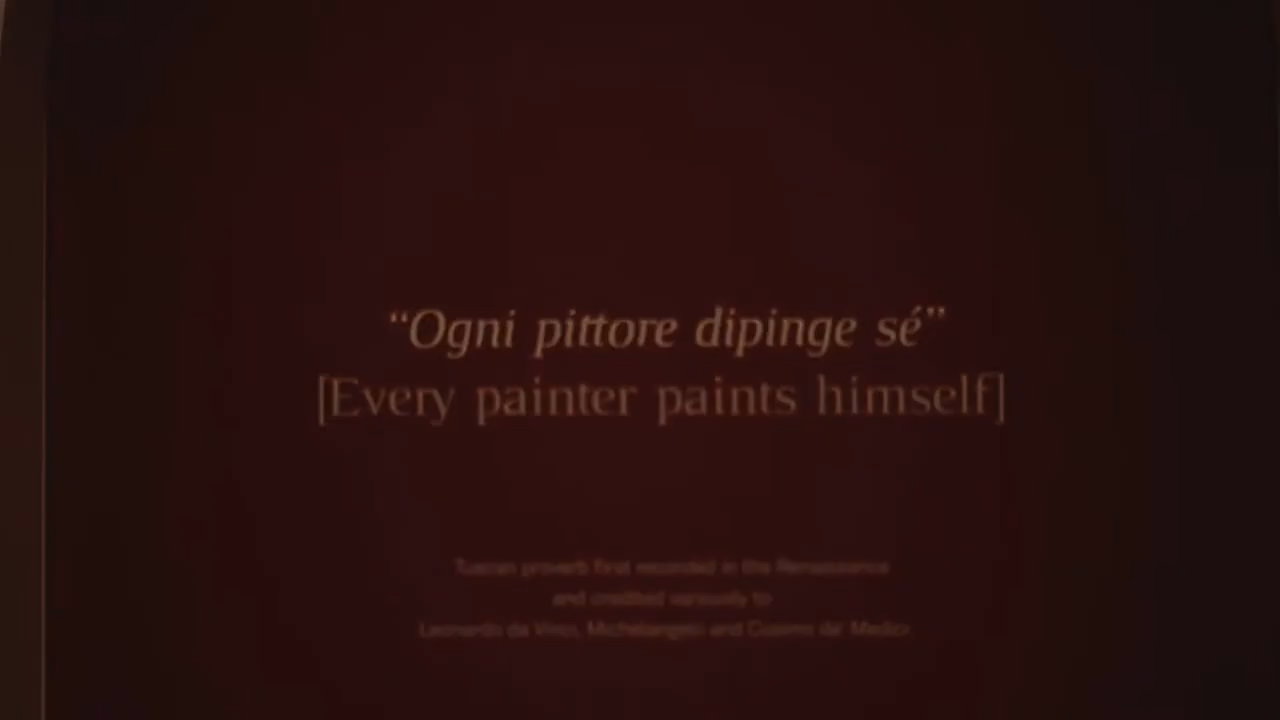 “Ogni pittore dipinge sé”
[Every painter paints himself]
Tuscan proverb first recorded in the Renaissance
and credited variously to
Leonardo da Vinci, Michelangelo and Cosimo de' Medici